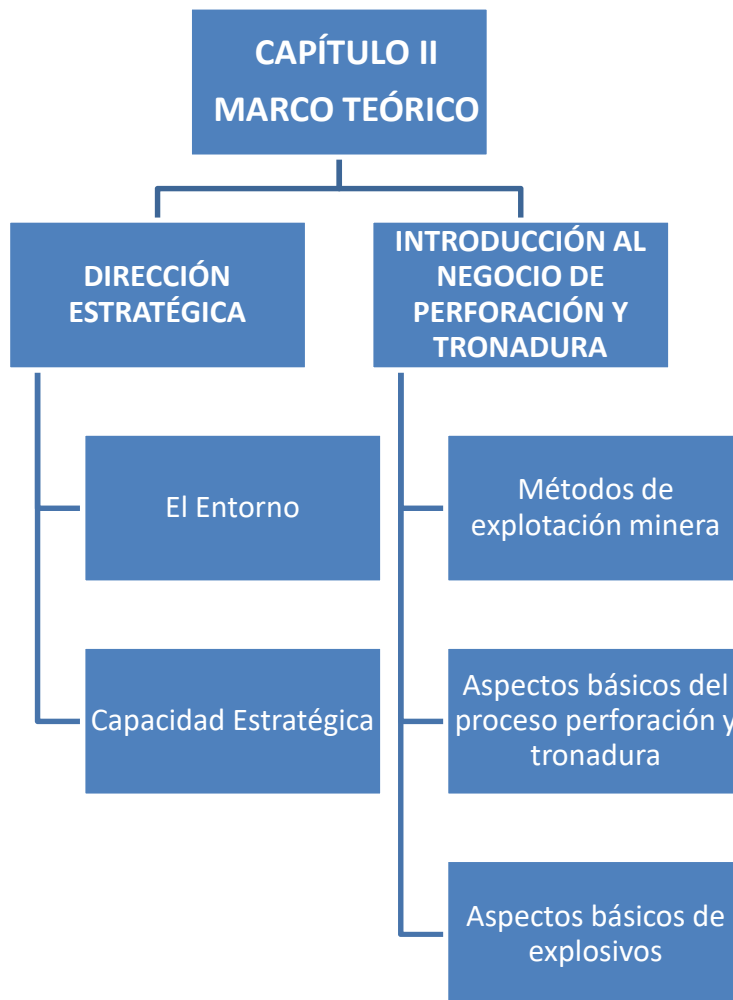 CAPÍTULO II
MARCO TEÓRICO
DIRECCIÓN
ESTRATÉGICA
INTRODUCCIÓN AL
NEGOCIO DE
PERFORACIÓN Y
TRONADURA
El Entorno
Capacidad Estratégica
Métodos de
explotación minera
Aspectos básicos del
proceso perforación y
tronadura
Aspectos básicos de
explosivos